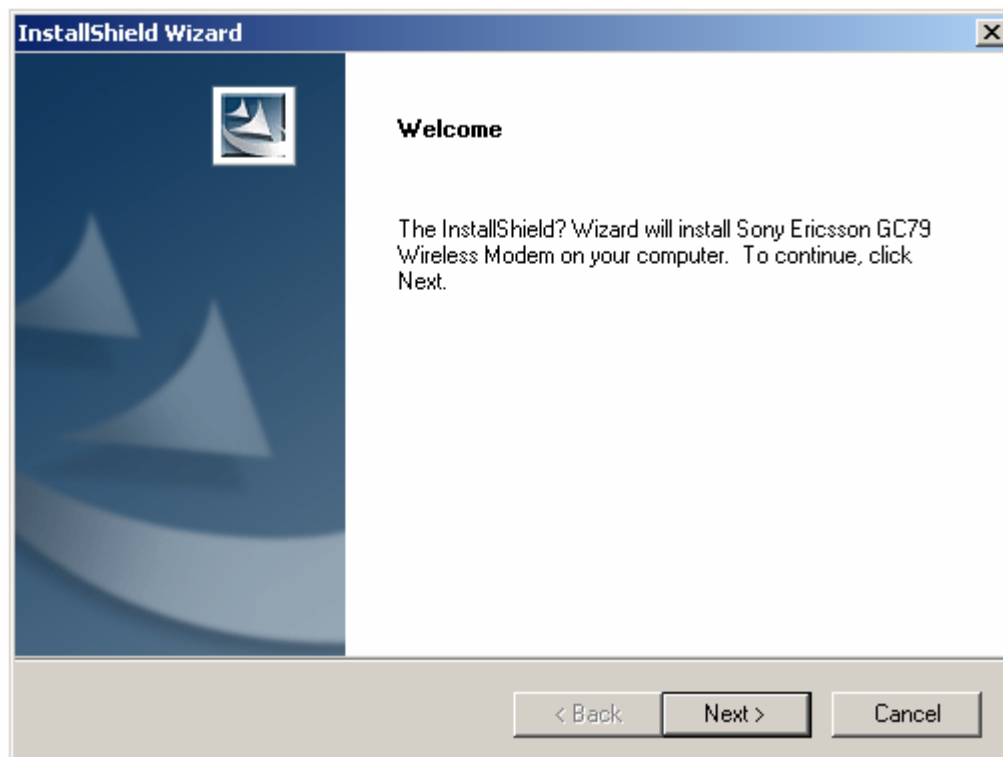 InstallShield Wizard
Welcome
The InstallShield? Wizard will install Sony Ericsson GC79
Wireless Modem on your computer.  To continue, click
Next.
< Back
Next >
Cancel